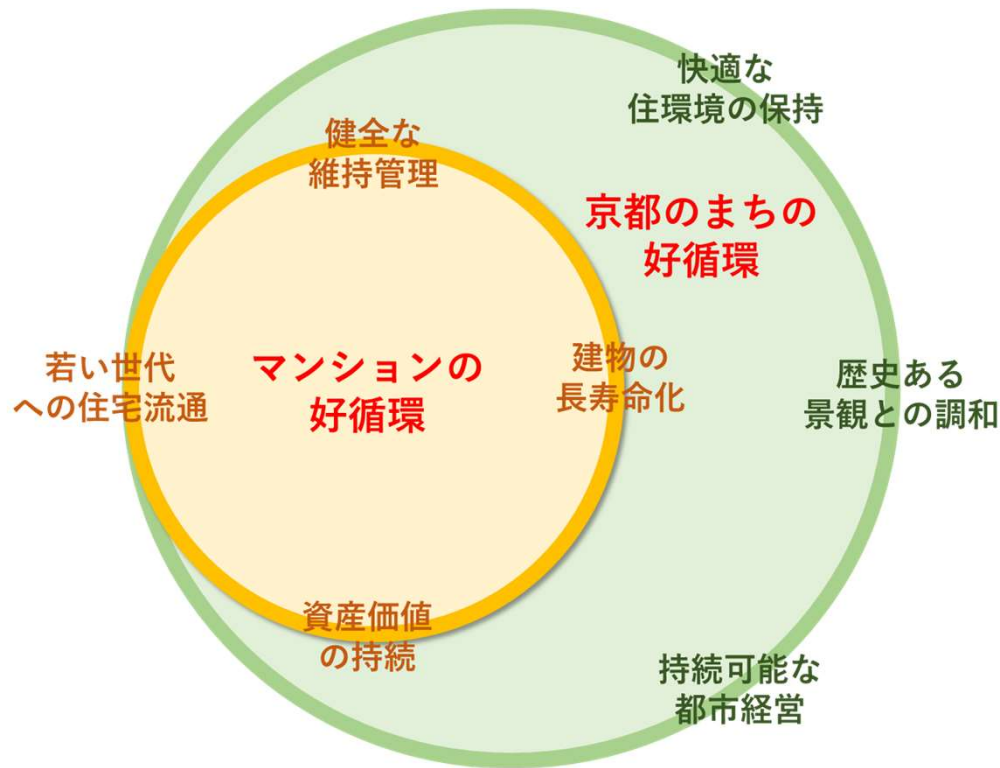 快適な
住環境の保持
健全な
維持管理
京都のまちの
好循環
若い世代
への住宅流通
マンションの
好循環
建物の
長寿命化
歴史ある
景観との調和
資産価値
の持続
持続可能な
都市経営